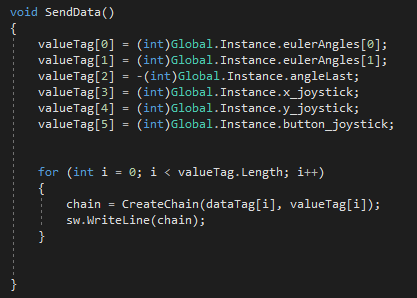 void SendData()
{
valueTag[0] = (int)Global.Instance.eulerAngles[0];
valueTag[1] = (int)Global.Instance.eulerAngles[1];
valueTag[2] = -(int)Global.Instance.angleLast;
valueTag[3] = (int)Global.Instance.x_joystick;
valueTag[4] = (int)Global.Instance.y_joystick;
valueTag[5] = (int)Global.Instance.button_joystick;
for (int i = 0; i < valueTag.Length; i++)
{
chain = CreateChain(dataTag[i], valueTag[i]);
sw.WriteLine(chain);
}
}